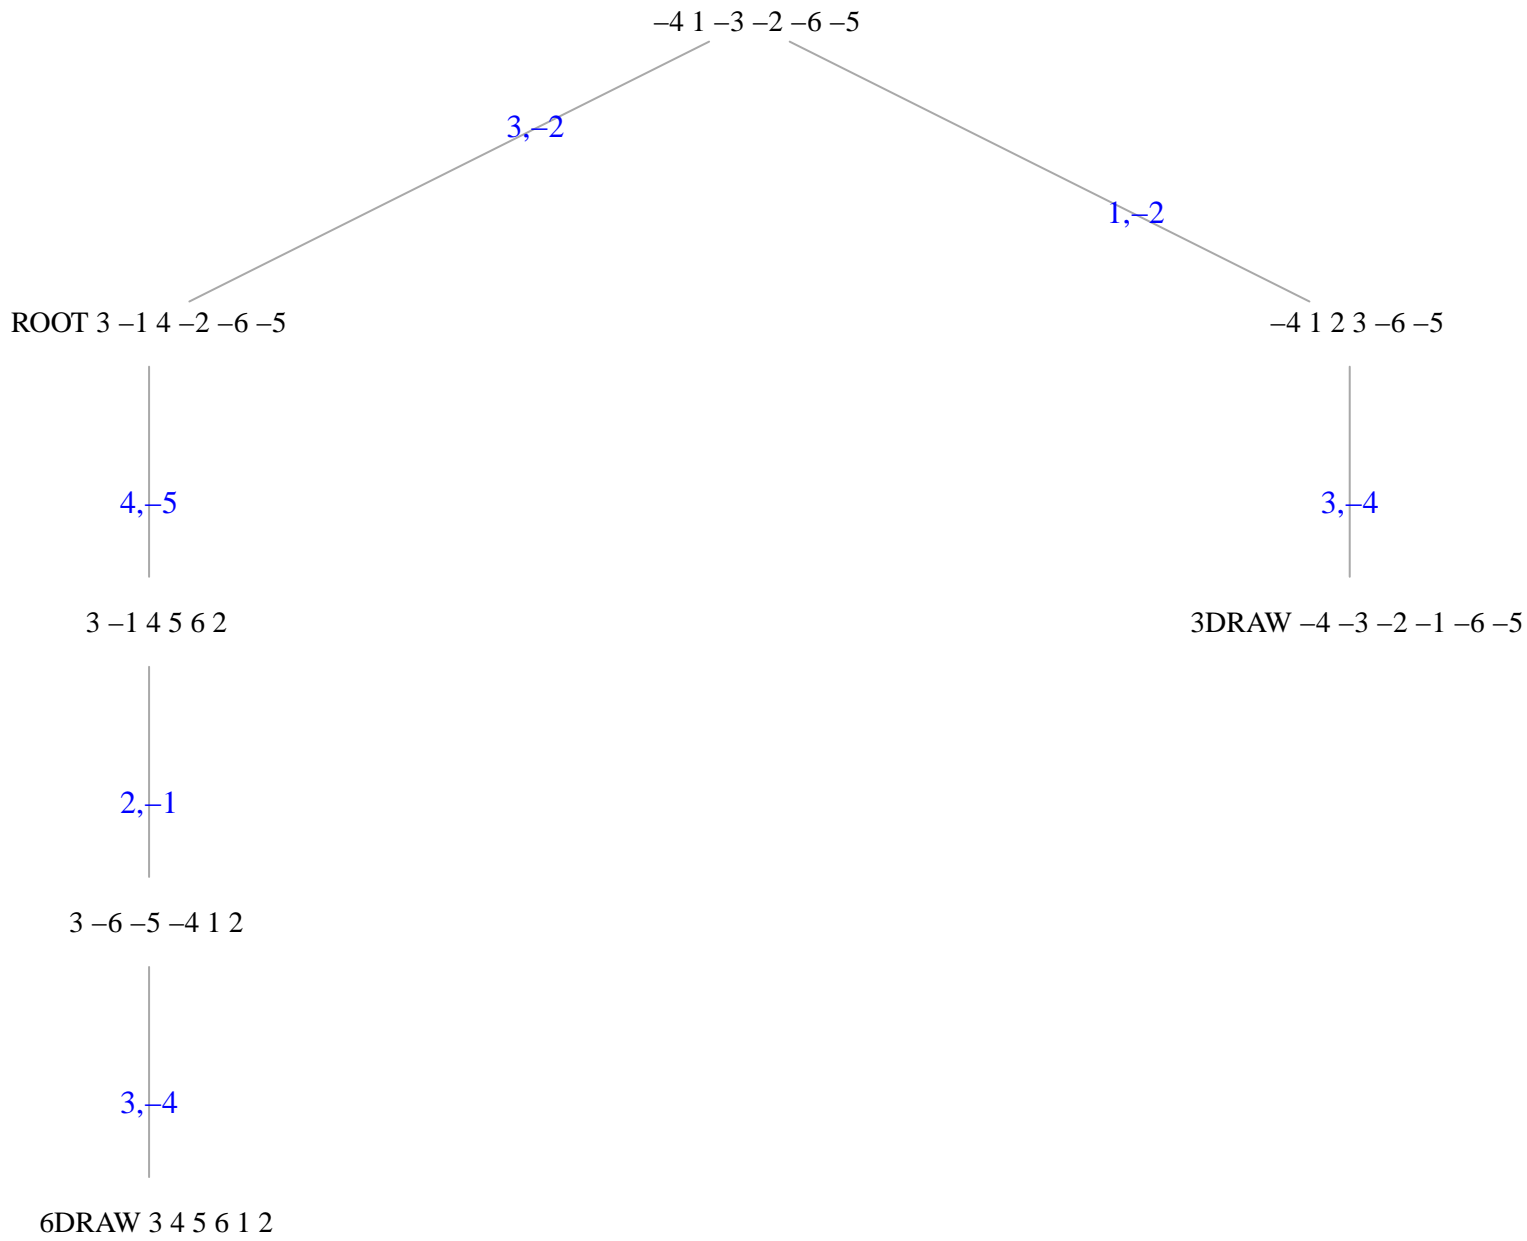 –4 1 –3 –2 –6 –5
3,–2
1,–2
ROOT 3 –1 4 –2 –6 –5
–4 1 2 3 –6 –5
4,–5
3,–4
3 –1 4 5 6 2
3DRAW –4 –3 –2 –1 –6 –5
2,–1
3 –6 –5 –4 1 2
3,–4
6DRAW 3 4 5 6 1 2